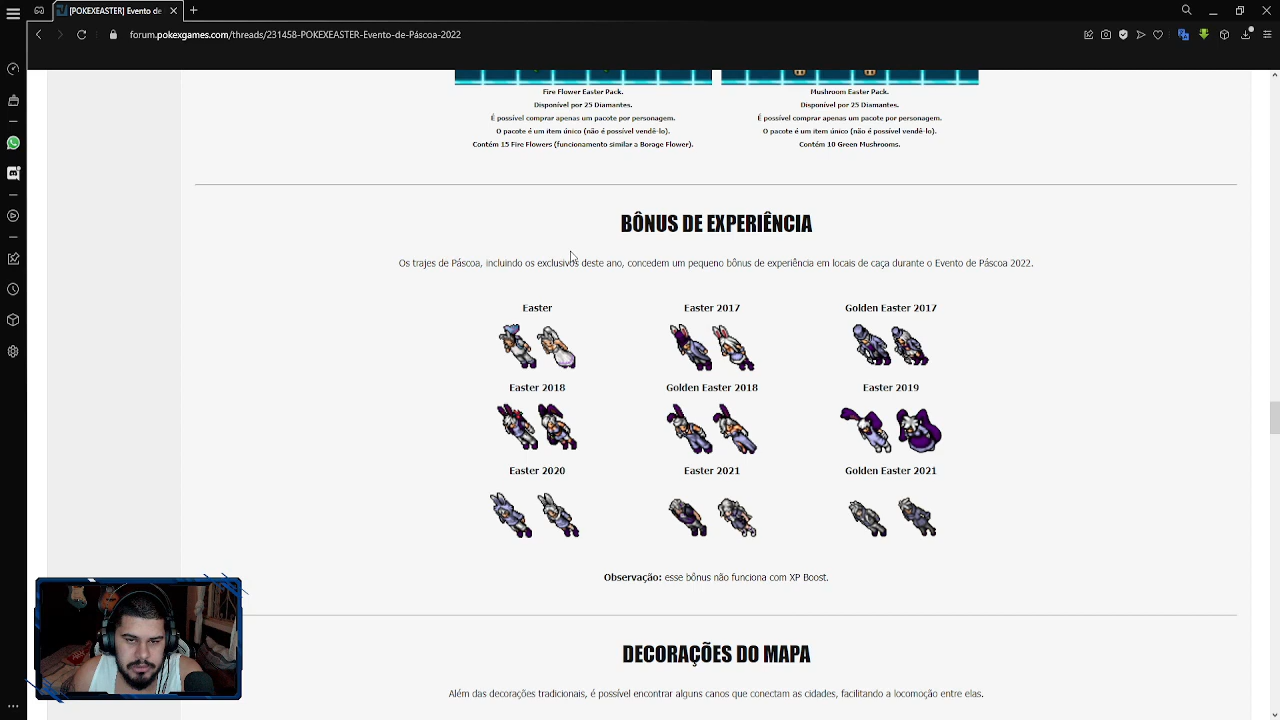 [POKEXEASTER] Evento de
forum.pokexgames.com/threads/231458-POKEXEASTER-Evento-de-Páscoa-2022
Fire Flower Easter Pack.
Disponível por 25 Diamantes.
É possível comprar apenas um pacote por personagem.
O pacote é um item único (não é possível vendê-lo).
Contém 15 Fire Flowers (funcionamento similar a Borage Flower).
Mushroom Easter Pack.
Disponível por 25 Diamantes.
É possível comprar apenas um pacote por personagem.
O pacote é um item único (não é possível vendê-lo).
Contém 10 Green Mushrooms.
BÔNUS DE EXPERIÊNCIA
Os trajes de Páscoa, incluindo os exclusivos deste ano, concedem um pequeno bônus de experiência em locais de caça durante o Evento de Páscoa 2022.
Easter
Easter 2017
Golden Easter 2017
Easter 2018
Golden Easter 2018
Easter 2019
Easter 2020
Easter 2021
Golden Easter 2021
Observação: esse bônus não funciona com XP Boost.
DECORAÇÕES DO MAPA
Além das decorações tradicionais, é possível encontrar alguns canos que conectam as cidades, facilitando a locomoção entre elas.